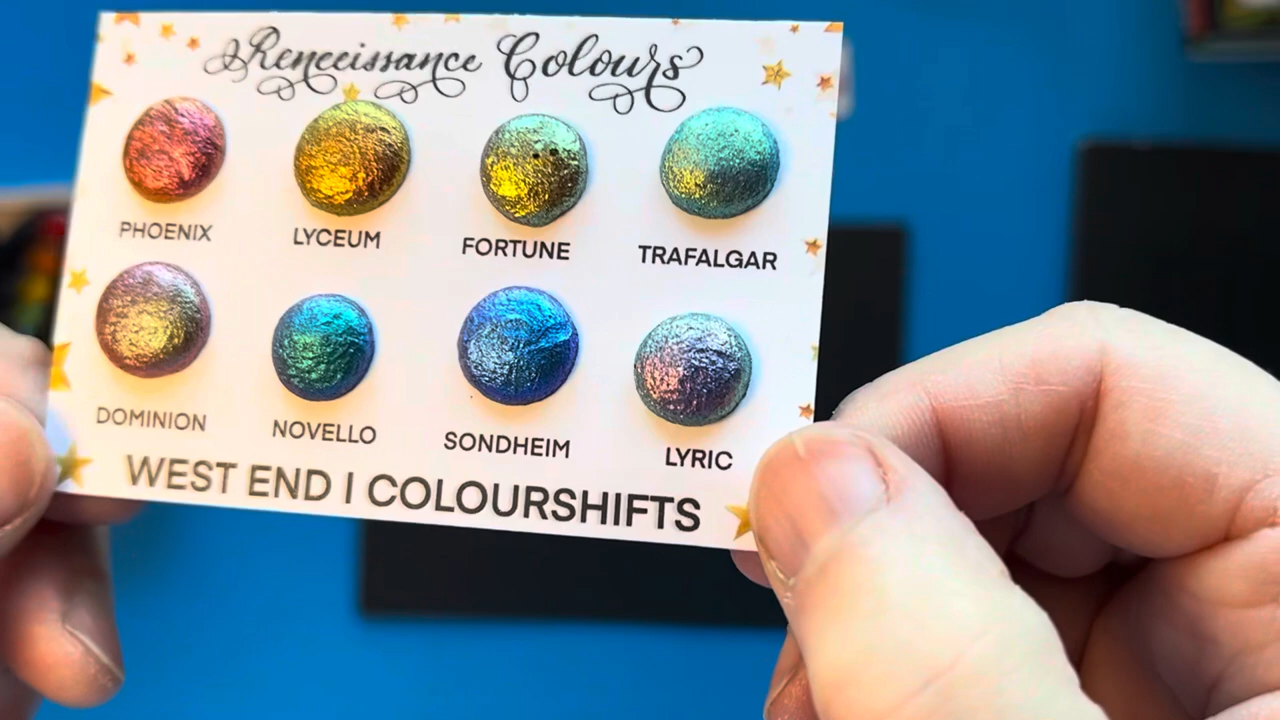 Reneeissance Colours
PHOENIX LYCEUM FORTUNE TRAFALGAR
DOMINION NOVELLO SONDHEIM LYRIC
WEST END | COLOURSHIFTS